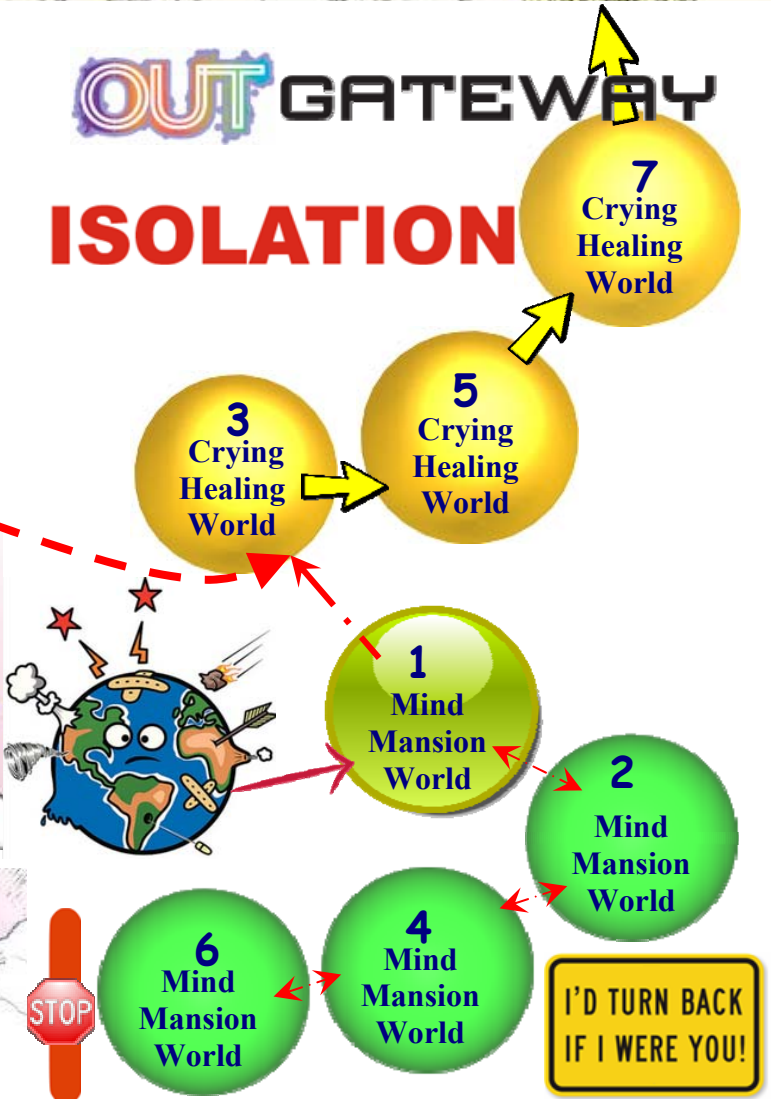 OUT GATEWAY
ISOLATION
7
Crying
Healing
World
5
Crying
Healing
World
3
Crying
Healing
World
1
Mind
Mansion
World
2
Mind
Mansion
World
4
Mind
Mansion
World
6
Mind
Mansion
World
STOP
I'D TURN BACK
IF I WERE YOU!